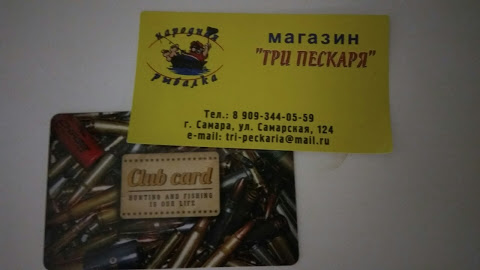 народная
рыбалка
магазин
"ТРИ ПЕСКАРЯ"
Тел.: 8 909-344-05-59
г. Самара, ул. Самарская, 124
e-mail: tri-peckaria@mail.ru
Club card
HUNTING AND FISHING
IS OUR LIFE